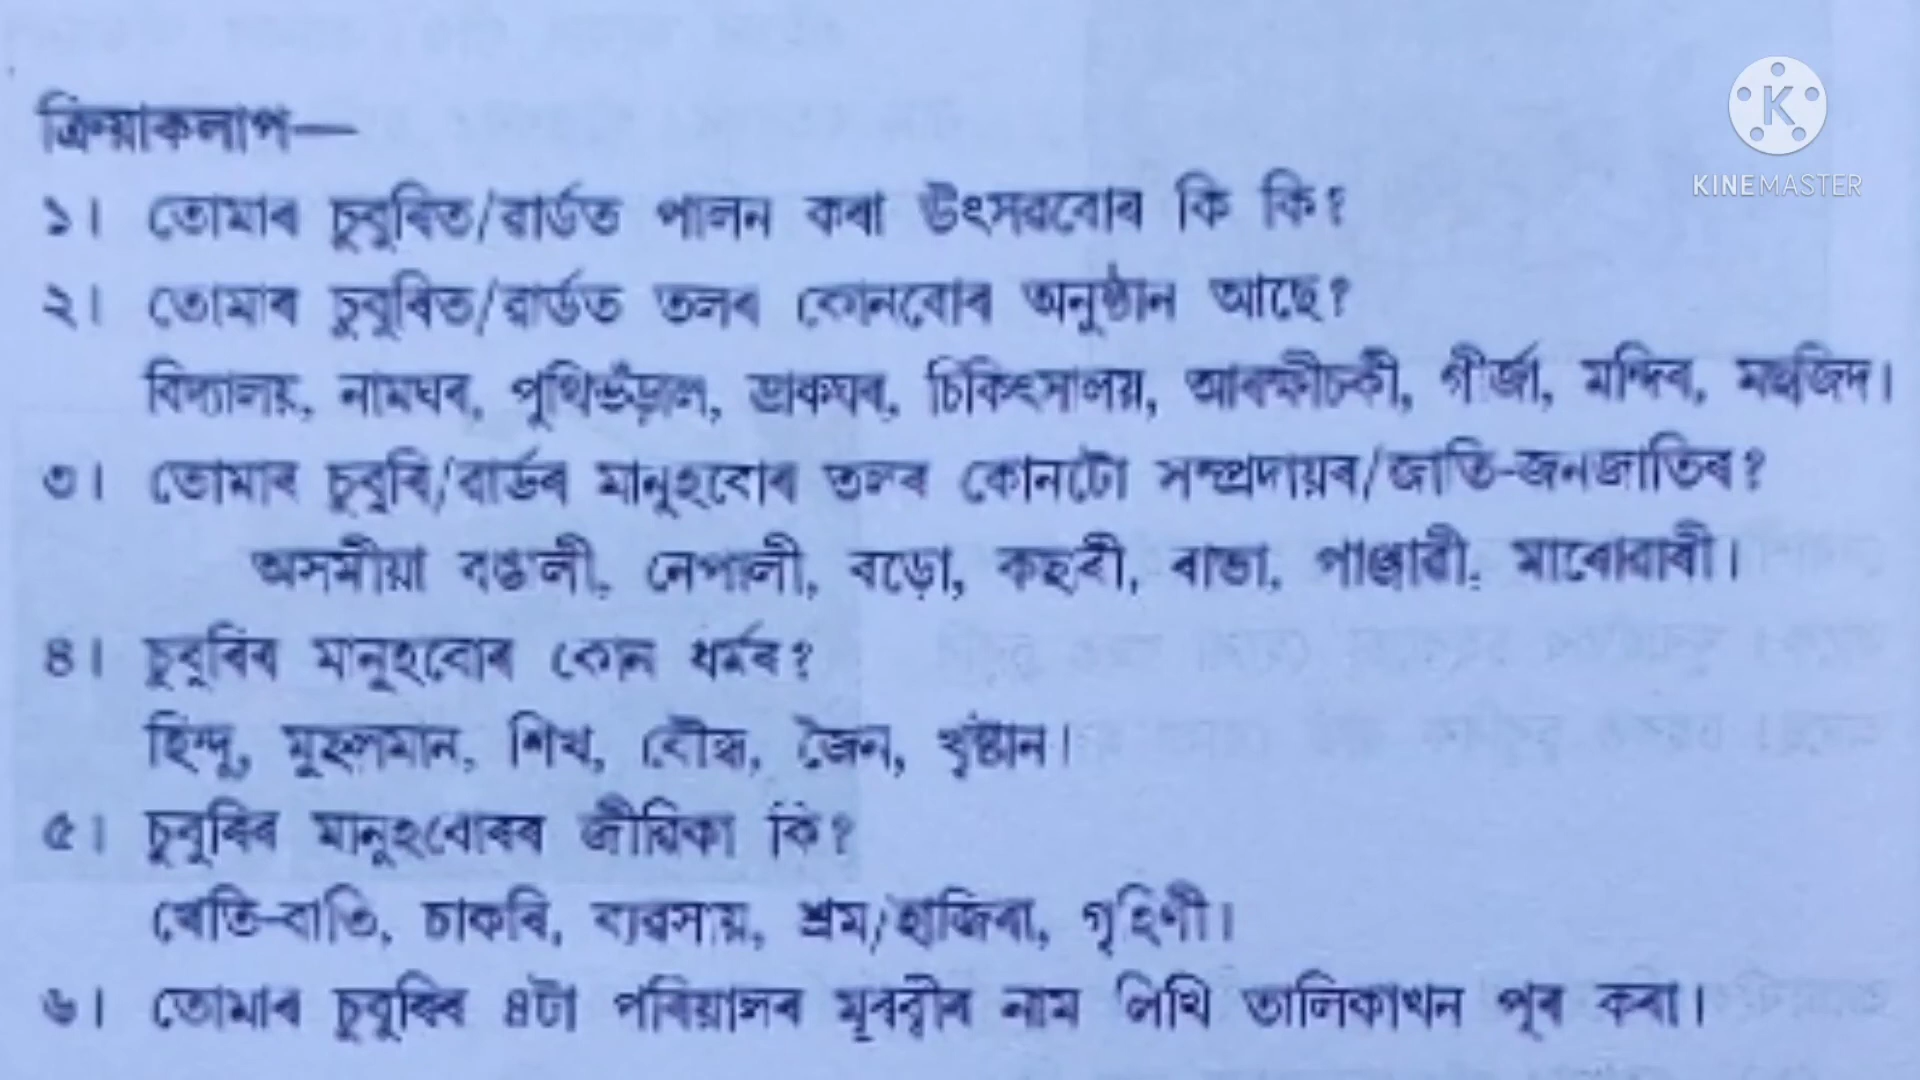 ক্ৰিয়াকলাপ—
K
KINEMASTER
১। তোমাৰ চুবুৰিত/ৱাৰ্ডত পালন কৰা উৎসৱবোৰ কি কি?
২। তোমাৰ চুবুৰিত/ৱাৰ্ডত তলৰ কোনবোৰ অনুষ্ঠান আছে?
বিদ্যালয়, নামঘৰ, পুথিভঁড়াল, ডাকঘৰ, চিকিৎসালয়, আৰক্ষীচকী, গীৰ্জা, মন্দিৰ, মছজিদ।
৩। তোমাৰ চুবুৰি/ৱাৰ্ডৰ মানুহবোৰ তলৰ কোনটো সম্প্ৰদায়ৰ/জাতি-জনজাতিৰ?
অসমীয়া বঙালী, নেপালী, বড়ো, কছাৰী, ৰাভা, পাঞ্জাৱী, মাৰোৱাৰী।
৪। চুবুৰিৰ মানুহবোৰ কোন ধৰ্মৰ?
হিন্দু, মুছলমান, শিখ, বৌদ্ধ, জৈন, খৃষ্টান।
৫। চুবুৰিৰ মানুহবোৰৰ জীৱিকা কি?
খেতি-বাতি, চাকৰি, ব্যৱসায়, শ্ৰম/হাজিৰা, গৃহিণী।
৬। তোমাৰ চুবুৰিৰ ৪টা পৰিয়ালৰ মূৰব্বীৰ নাম লিখি তালিকাখন পূৰ কৰা।